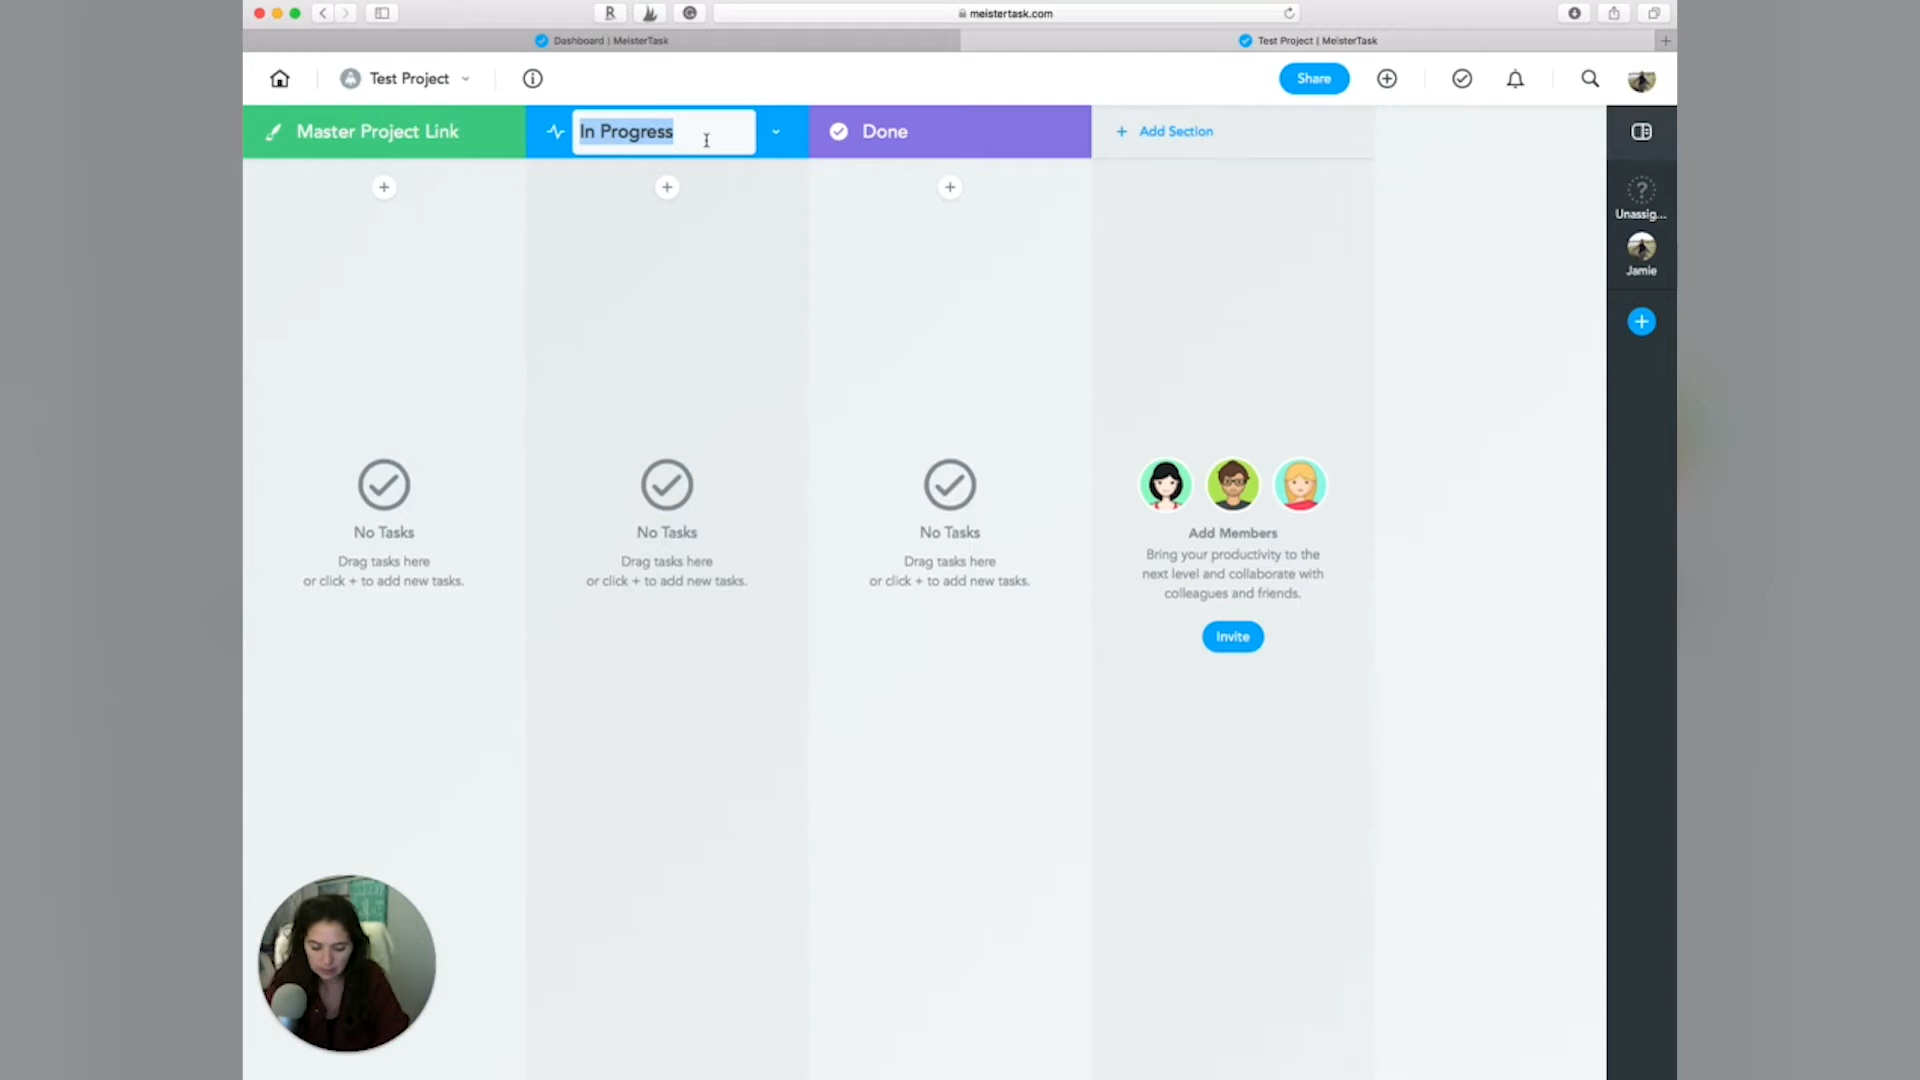 meistertask.com
Dashboard | MeisterTask
Test Project | MeisterTask
Test Project
Share
Master Project Link
In Progress
Done
+ Add Section
Unassig...
Jamie
No Tasks
Drag tasks here
or click + to add new tasks.
No Tasks
Drag tasks here
or click + to add new tasks.
No Tasks
Drag tasks here
or click + to add new tasks.
Add Members
Bring your productivity to the
next level and collaborate with
colleagues and friends.
Invite